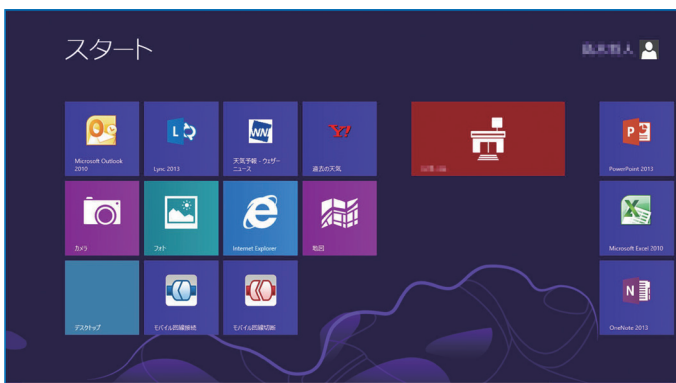 スタート
Microsoft Outlook
2010
Lync 2013
WNI
天気予報 - ウェザー
ニュース
Y!
過去の天気
PowerPoint 2013
カメラ
フォト
Internet Explorer
地図
Microsoft Excel 2010
デスクトップ
モバイル回線接続
モバイル回線切断
OneNote 2013